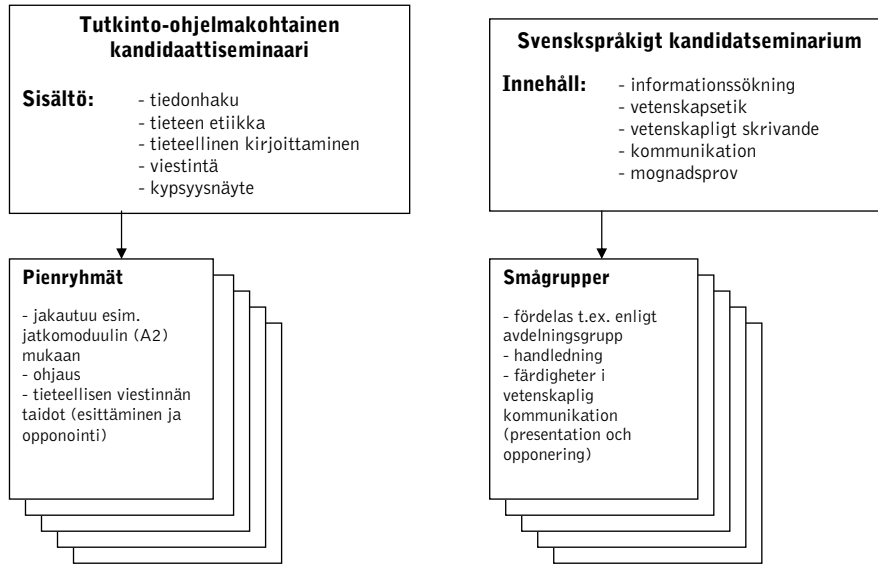 Tutkinto-ohjelmakohtainen
kandidaattiseminaari
Sisältö:
- tiedonhaku
- tieteen etiikka
- tieteellinen kirjoittaminen
- viestintä
- kypsyysnäyte
Pienryhmät
- jakautuu esim.
jatkomoduulin (A2)
mukaan
- ohjaus
- tieteellisen viestinnän
taidot (esittäminen ja
opponointi)
Svenskspråkigt kandidatseminarium
Innehåll:
- informationssökning
- vetenskapsetik
- vetenskapligt skrivande
- kommunikation
- mognadsprov
Smågrupper
- fördelas t.ex. enligt
avdelningsgrupp
- handledning
- färdigheter i
vetenskaplig
kommunikation
(presentation och
opponering)